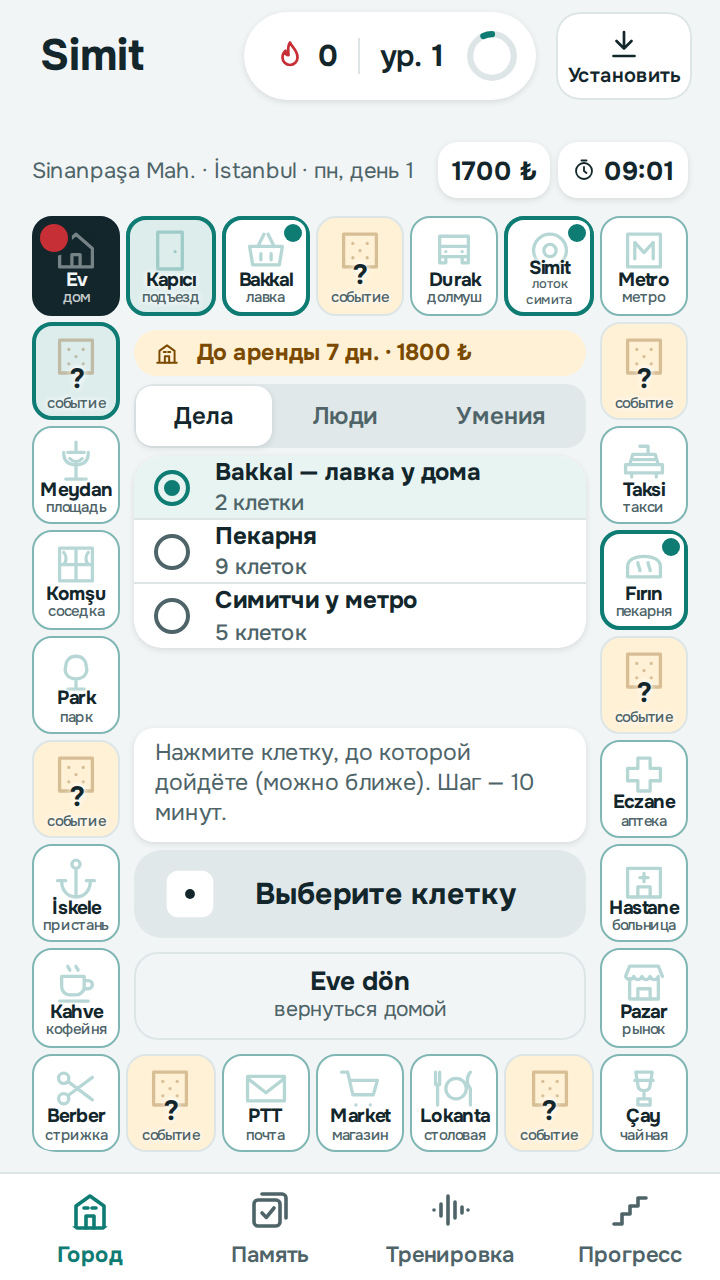 Simit
0
ур. 1
Установить
Sinanpaşa Mah. · İstanbul · пн, день 1
1700 ₺
09:01
Ev
дом
Kapıcı
подъезд
Bakkal
лавка
?
событие
Durak
долмуш
Simit
лоток
симита
Metro
метро
?
событие
До аренды 7 дн. · 1800 ₺
?
событие
Дела
Люди
Умения
Meydan
площадь
Bakkal — лавка у дома
2 клетки
Taksi
такси
Пекарня
9 клеток
Komşu
соседка
Fırın
пекарня
Симитчи у метро
5 клеток
Park
парк
?
событие
Нажмите клетку, до которой
дойдёте (можно ближе). Шаг — 10
минут.
?
событие
Eczane
аптека
Выберите клетку
İskele
пристань
Hastane
больница
Eve dön
вернуться домой
Kahve
кофейня
Pazar
рынок
Berber
стрижка
?
событие
PTT
почта
Market
магазин
Lokanta
столовая
?
событие
Çay
чайная
Город
Память
Тренировка
Прогресс